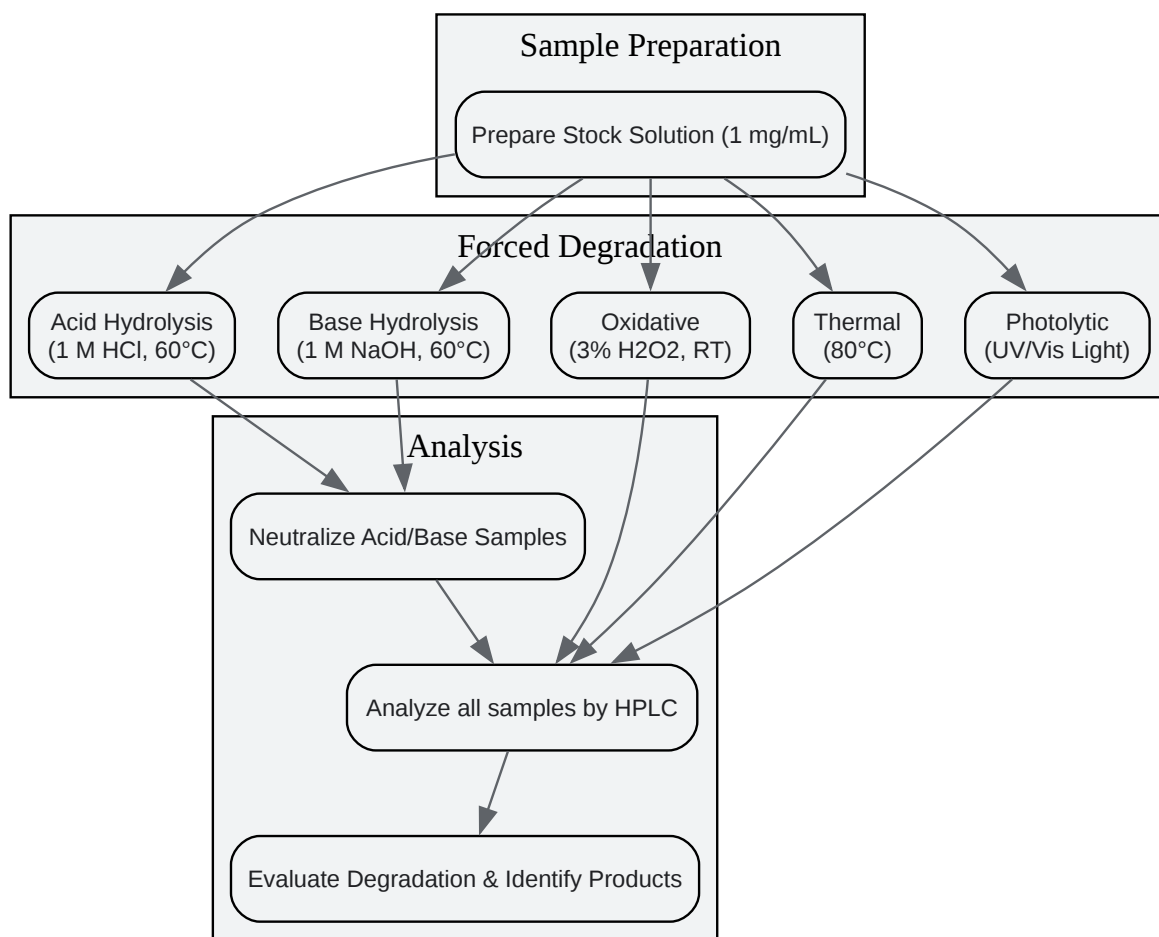 Sample Preparation
Prepare Stock Solution (1 mg/mL)
Forced Degradation
Acid Hydrolysis
(1 M HCl, 60°C)
Base Hydrolysis
(1 M NaOH, 60°C)
Oxidative
(3% H2O2, RT)
Thermal
(80°C)
Photolytic
(UV/Vis Light)
Analysis
Neutralize Acid/Base Samples
Analyze all samples by HPLC
Evaluate Degradation & Identify Products